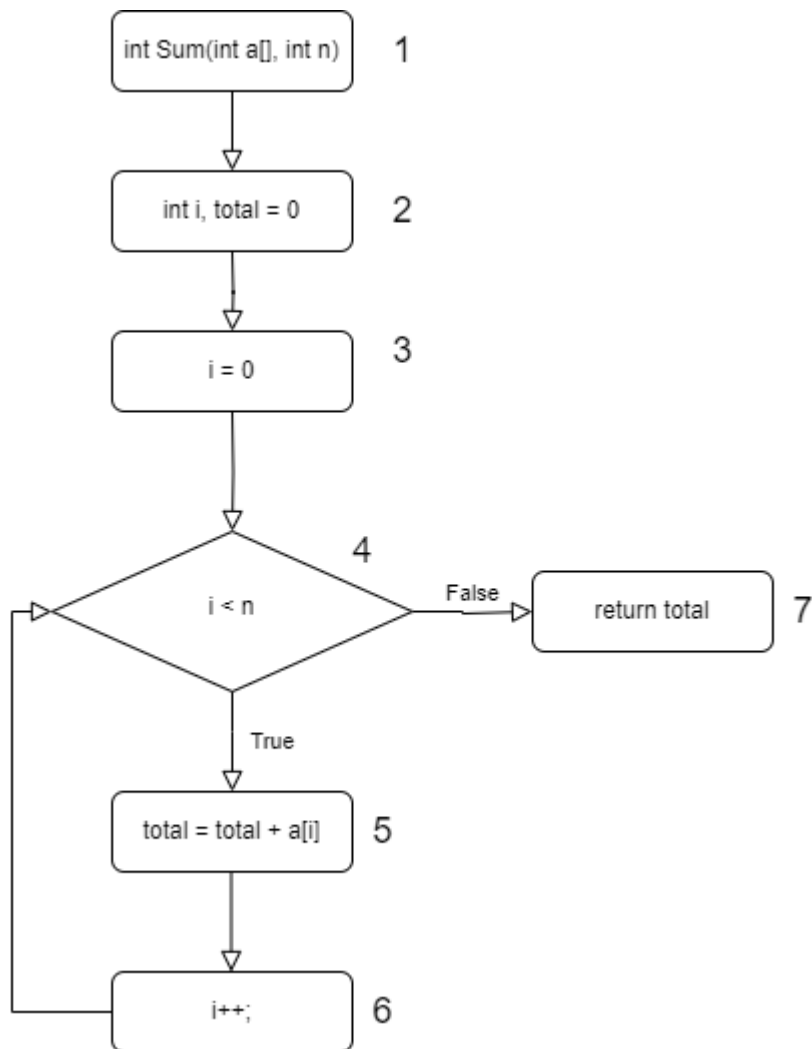 int Sum(int a[], int n)
1
int i, total = 0
2
i = 0
3
4
i < n
False
return total
7
True
total = total + a[i]
5
i++;
6